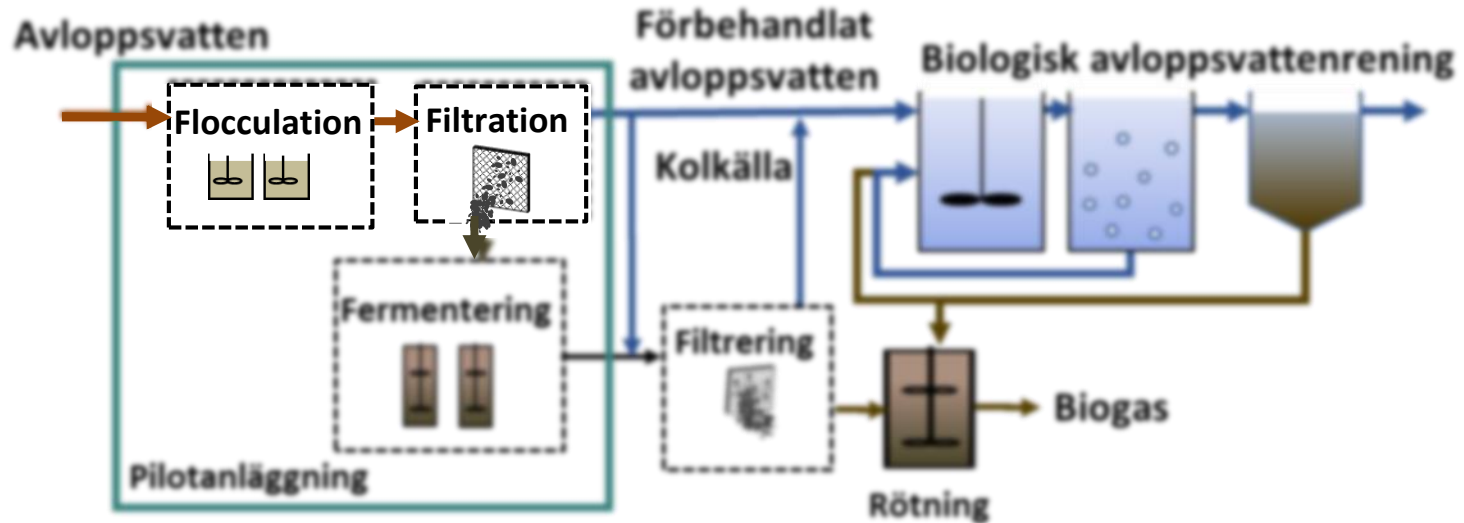 Avloppsvatten
Förbehandlat
avloppsvatten
Biologisk avloppsvattenrening
Flocculation
Filtration
Kolkälla
Fermentering
Filtrering
Biogas
Pilotanläggning
Rötning